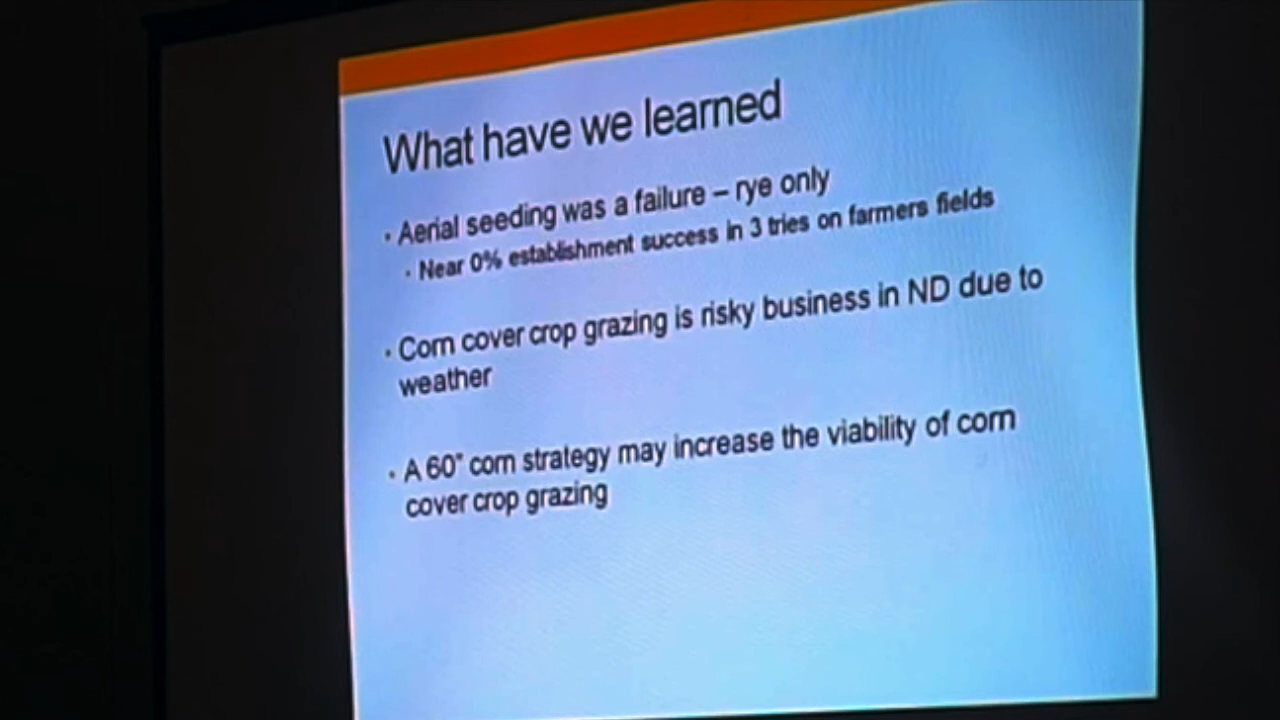 What have we learned
• Aerial seeding was a failure – rye only
• Near 0% establishment success in 3 tries on farmers fields
• Corn cover crop grazing is risky business in ND due to
weather
• A 60" corn strategy may increase the viability of corn
cover crop grazing